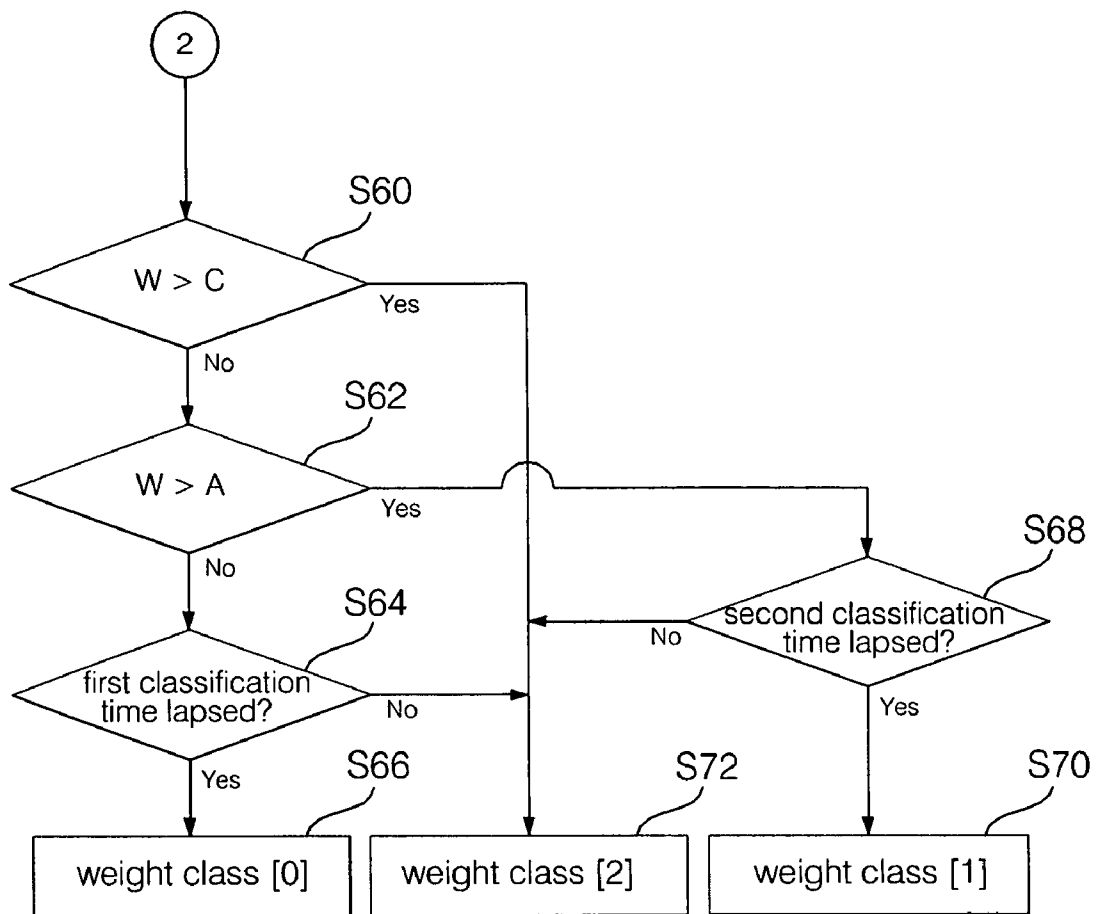 2
S60
W > C
Yes
No
S62
W > A
Yes
No
S68
second classification
time lapsed?
No
Yes
S64
first classification
time lapsed?
No
Yes
S66
weight class [0]
S72
weight class [2]
S70
weight class [1]